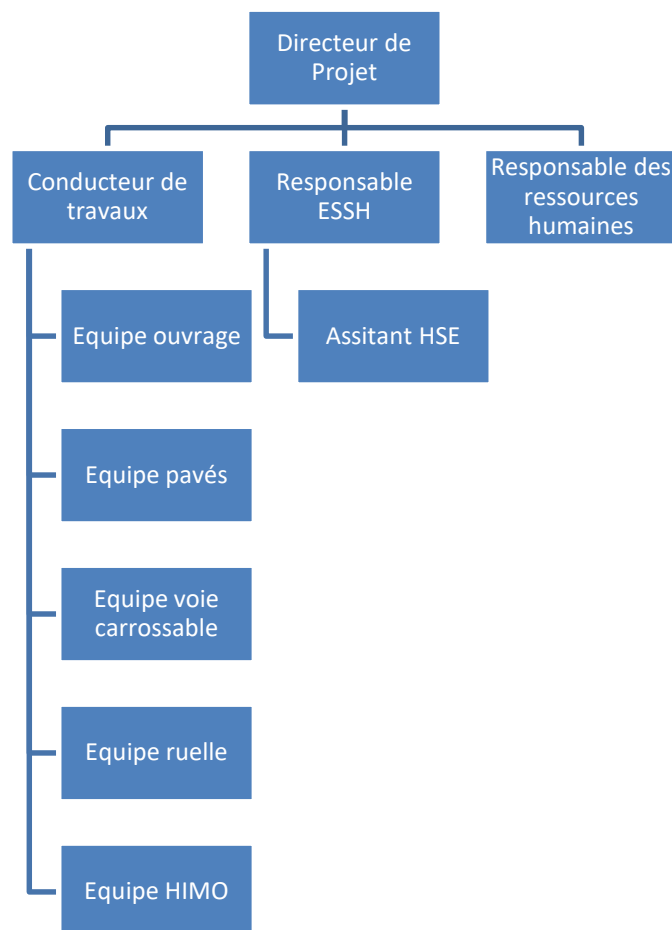 Directeur de
Projet
Conducteur de
travaux
Responsable
ESSH
Responsable des
ressources
humaines
Equipe ouvrage
Assitant HSE
Equipe pavés
Equipe voie
carrossable
Equipe ruelle
Equipe HIMO